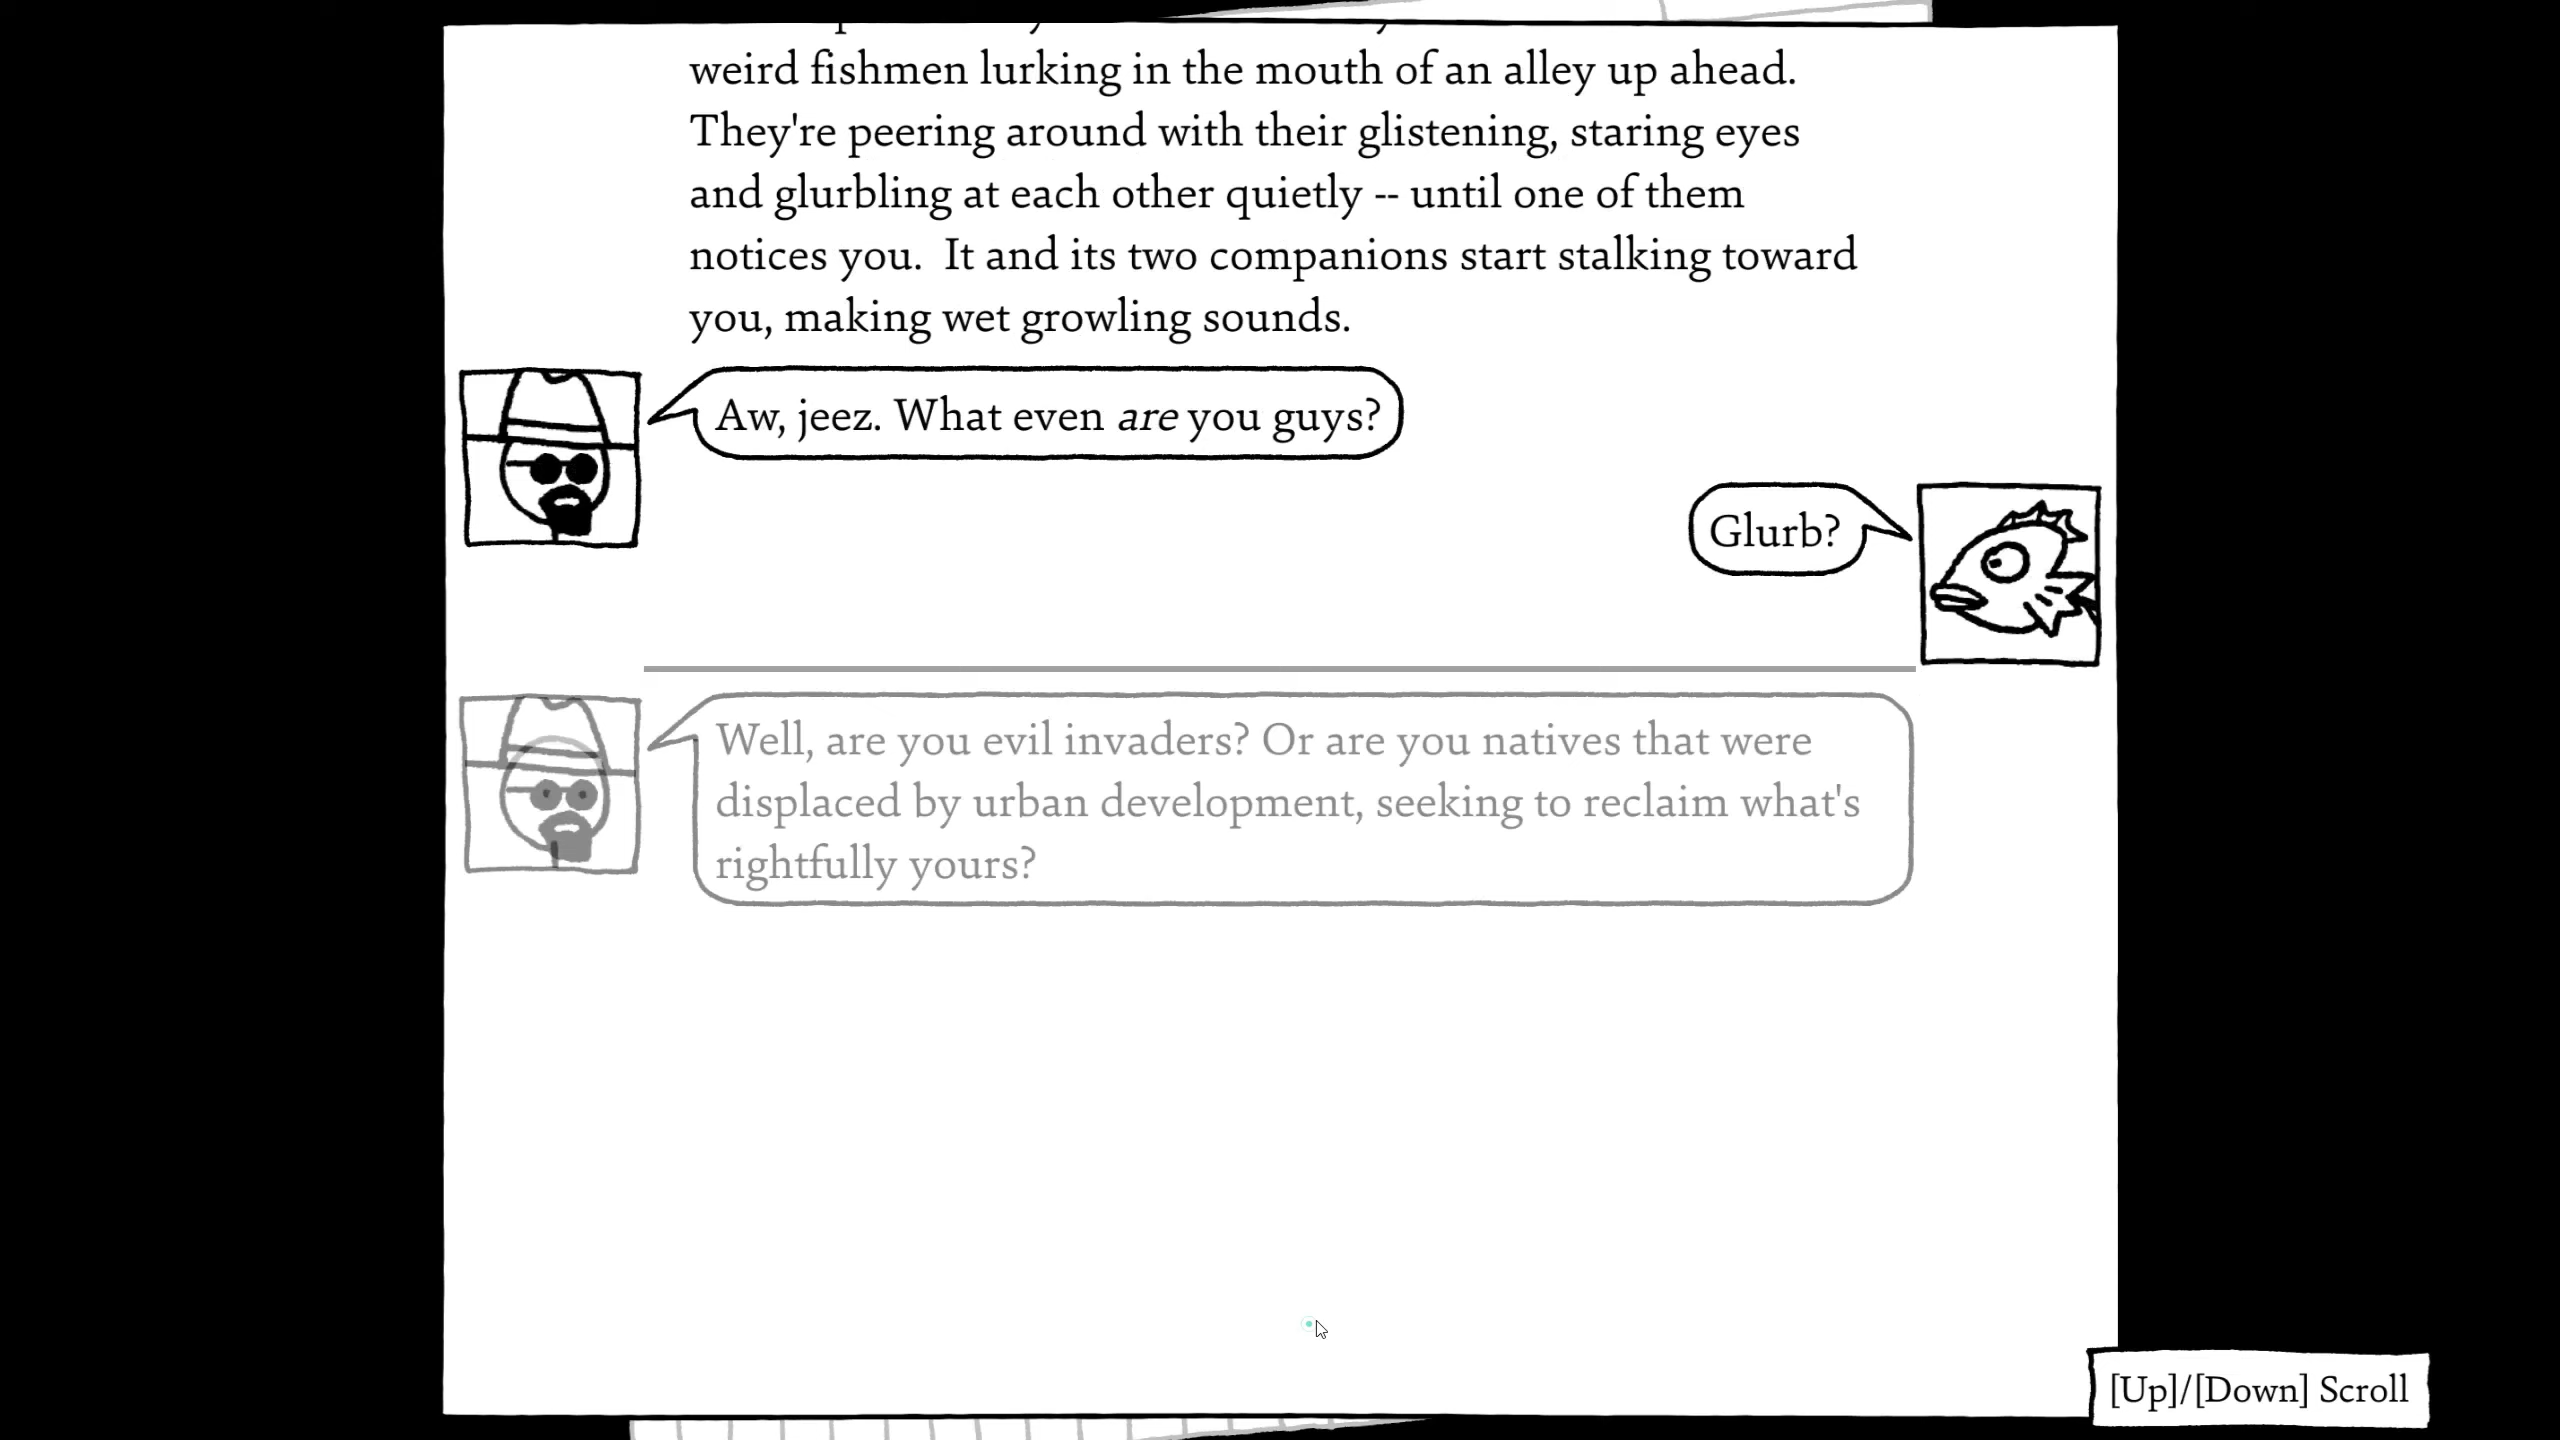 weird fishmen lurking in the mouth of an alley up ahead.
They're peering around with their glistening, staring eyes
and glurbling at each other quietly -- until one of them
notices you.  It and its two companions start stalking toward
you, making wet growling sounds.
Aw, jeez. What even are you guys?
Glurb?
Well, are you evil invaders? Or are you natives that were
displaced by urban development, seeking to reclaim what's
rightfully yours?
[Up]/[Down] Scroll